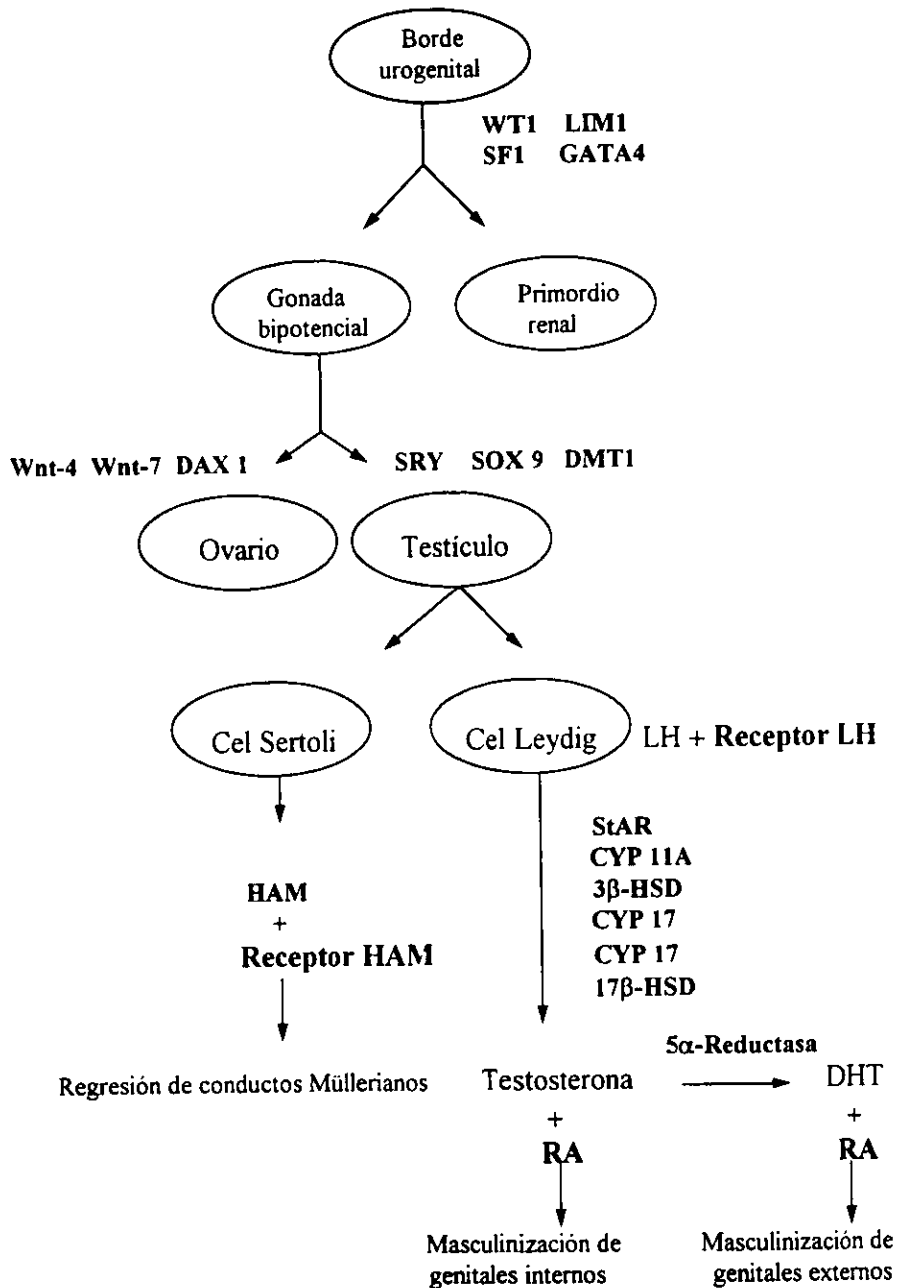 Borde
urogenital
WT1 LIM1
SF1 GATA4
Gonada
bipotencial
Primordio
renal
Wnt-4 Wnt-7 DAX 1
SRY SOX 9 DMT1
Ovario
Testículo
Cel Sertoli
Cel Leydig
LH + Receptor LH
HAM
+
Receptor HAM
Regresión de conductos Müllerianos
StAR
CYP 11A
3β-HSD
CYP 17
CYP 17
17β-HSD
Testosterona
5α-Reductasa
DHT
+
RA
+
RA
Masculinización de
genitales internos
Masculinización de
genitales externos